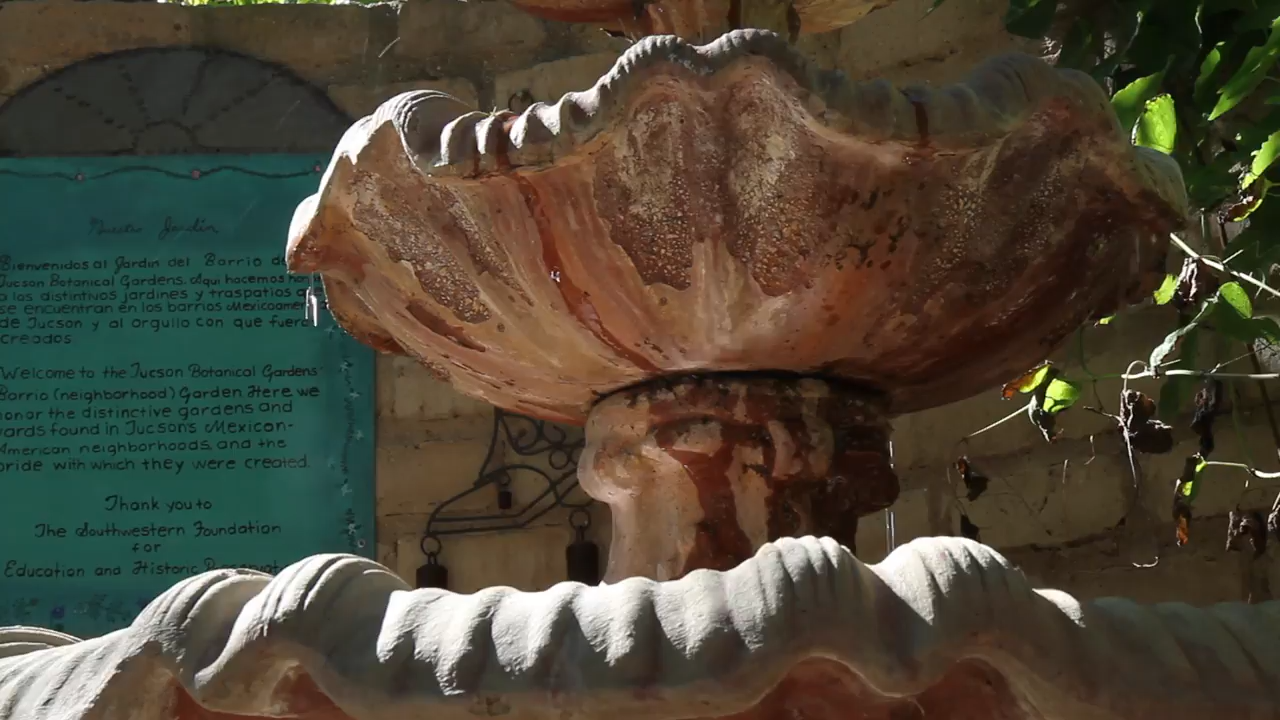 Nuestro Jardin
Bienvenidos al Jardin del Barrio de
Tucson Botanical Gardens. Aqui hacemos
a los distintivos jardines y traspatios
se encuentran en los barrios
de Tucson y al orgullo con que
creados
Welcome to the Tucson Botanical Gardens'
Barrio (neighborhood) Garden. Here we
honor the distinctive gardens and
yards found in Tucson's Mexican-
American neighborhoods and the
pride with which they were created.
Thank you to
The Southwestern Foundation
for
Education and Historic